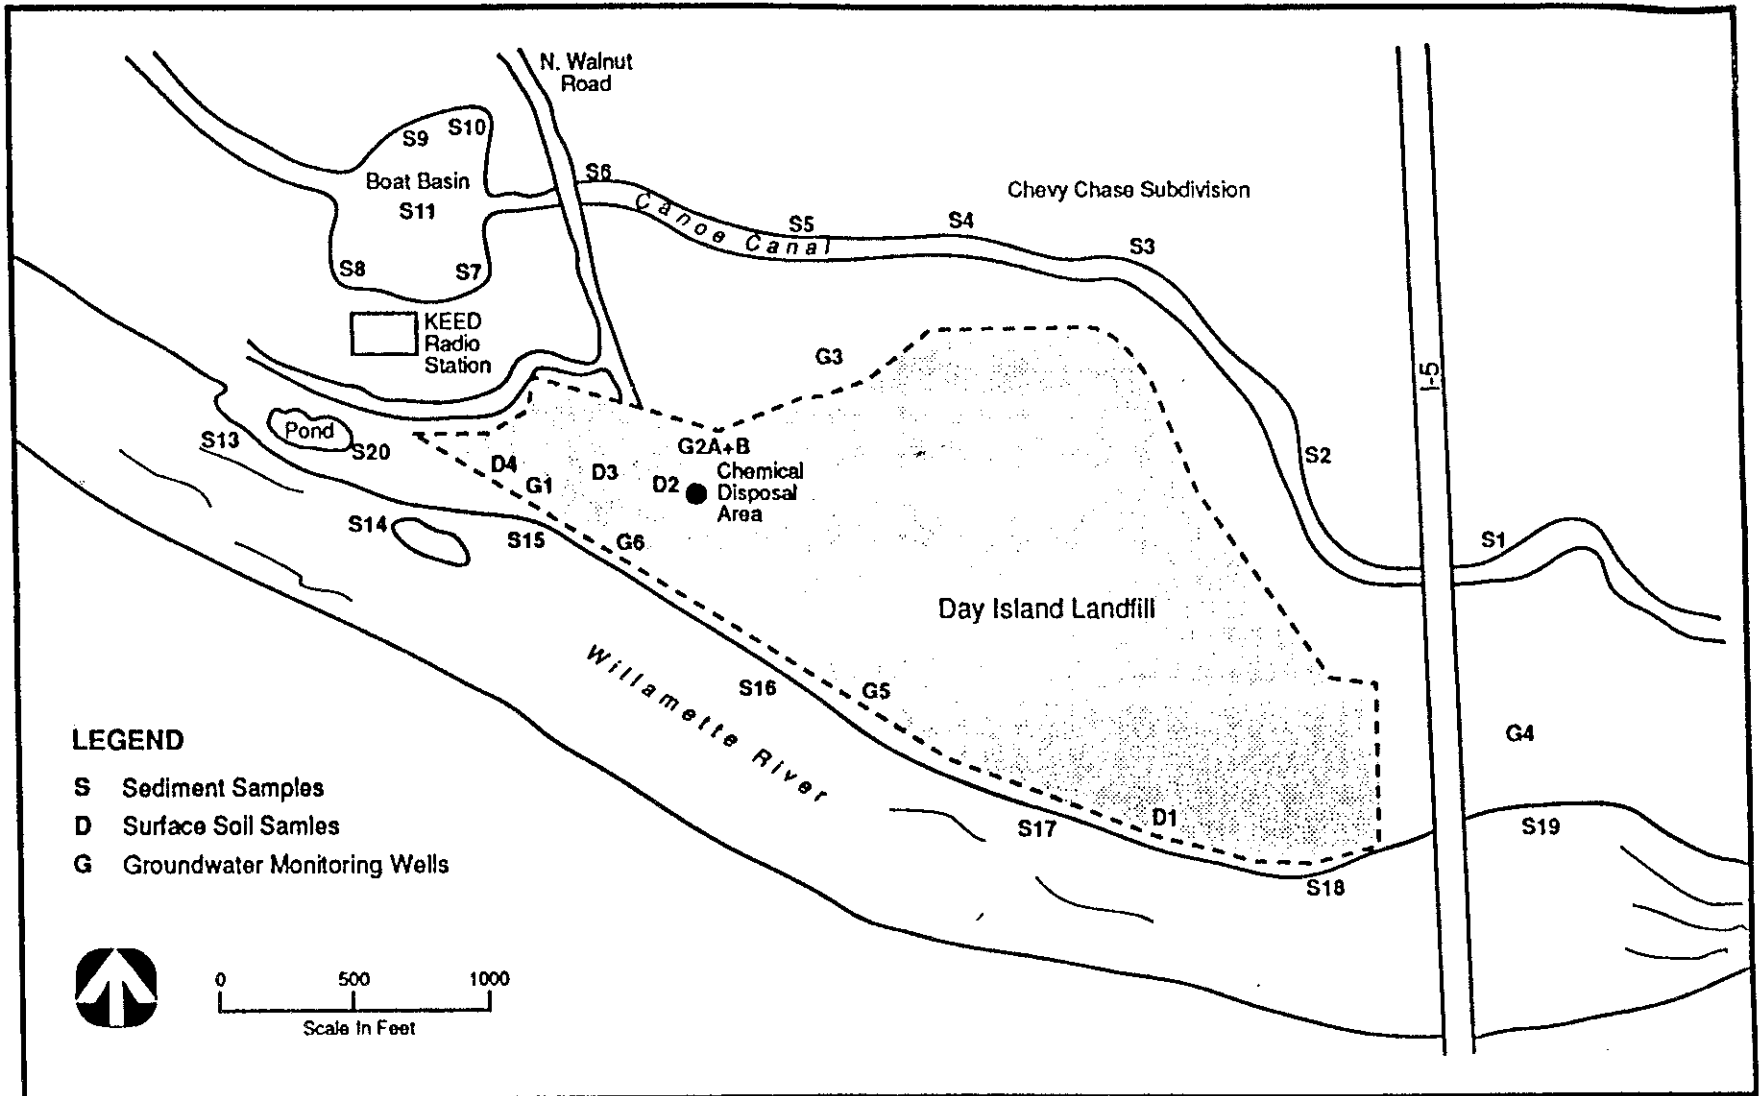 N. Walnut
Road
S9
S10
Boat Basin
S11
S8
S7
S6
Canoe Canal
S5
S4
S3
Chevy Chase Subdivision
KEED
Radio
Station
G3
I-5
S13
Pond
S20
D4
G1
D3
D2
G2A+B
Chemical
Disposal
Area
S2
S14
S15
G6
S1
Day Island Landfill
Willamette River
S16
G5
G4
S17
D1
S19
S18
LEGEND
S Sediment Samples
D Surface Soil Samles
G Groundwater Monitoring Wells
0 500 1000
Scale In Feet